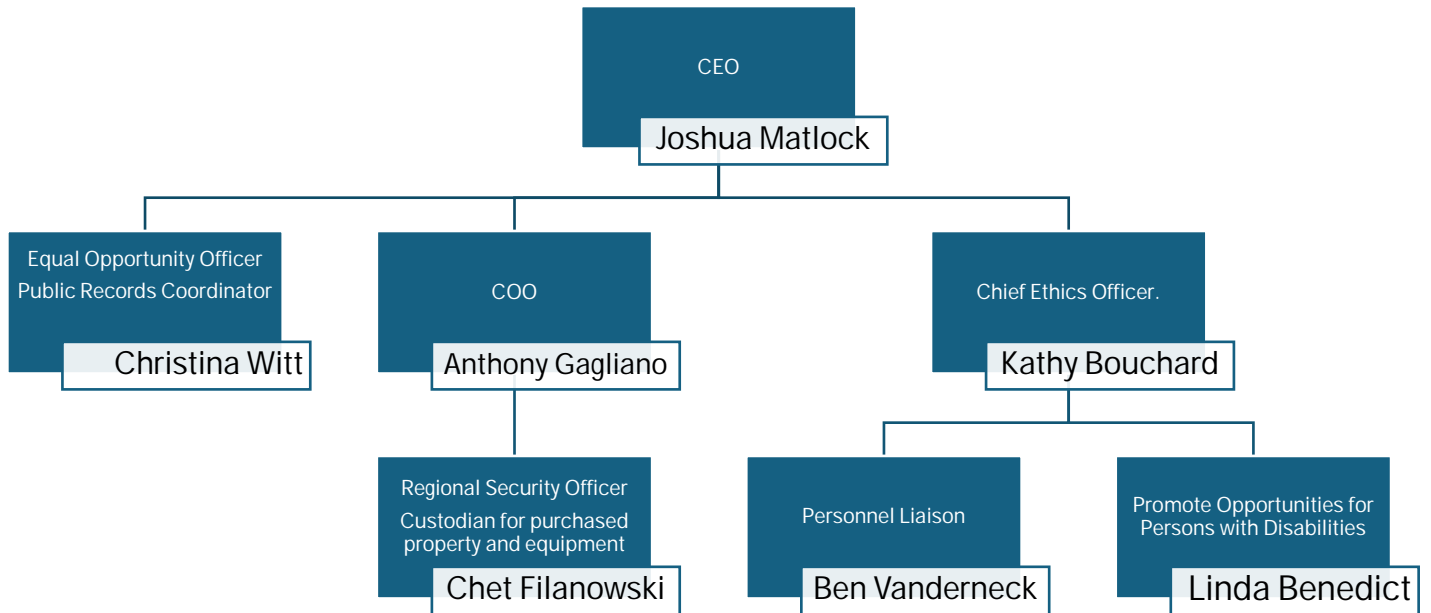 CEO
Joshua Matlock
Equal Opportunity Officer
Public Records Coordinator
Christina Witt
COO
Anthony Gagliano
Chief Ethics Officer.
Kathy Bouchard
Regional Security Officer
Custodian for purchased
property and equipment
Chet Filanowski
Personnel Liaison
Ben Vanderneck
Promote Opportunities for
Persons with Disabilities
Linda Benedict